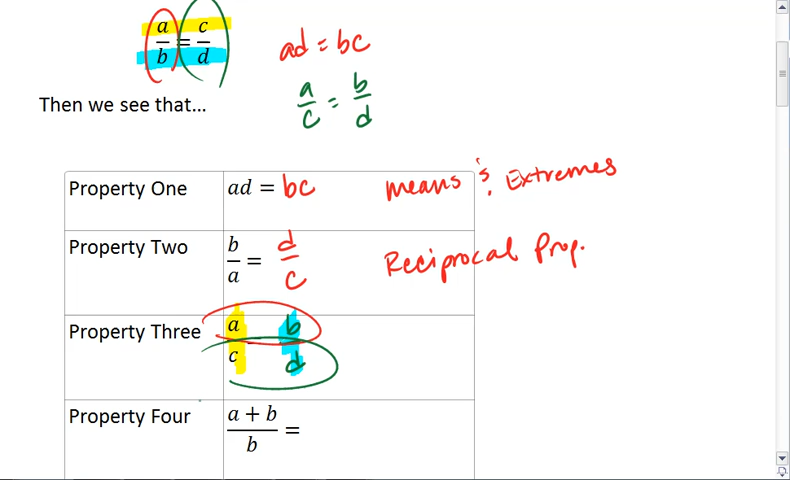 a/b = c/d
ad = bc
a/c = b/d
Then we see that...
Property One ad = bc means & Extremes
Property Two b/a = d/c Reciprocal Prop.
Property Three a/c b/d
Property Four (a + b)/b =